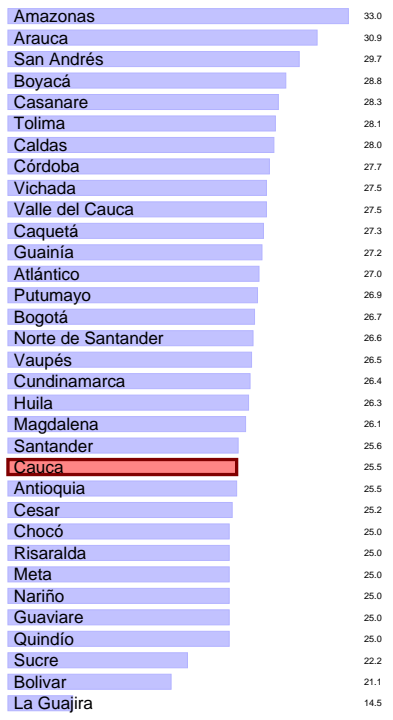 Amazonas 33.0
Arauca 30.9
San Andrés 29.7
Boyacá 28.8
Casanare 28.3
Tolima 28.1
Caldas 28.0
Córdoba 27.7
Vichada 27.5
Valle del Cauca 27.5
Caquetá 27.3
Guainía 27.2
Atlántico 27.0
Putumayo 26.9
Bogotá 26.7
Norte de Santander 26.6
Vaupés 26.5
Cundinamarca 26.4
Huila 26.3
Magdalena 26.1
Santander 25.6
Cauca 25.5
Antioquia 25.5
Cesar 25.2
Chocó 25.0
Risaralda 25.0
Meta 25.0
Nariño 25.0
Guaviare 25.0
Quindío 25.0
Sucre 22.2
Bolivar 21.1
La Guajira 14.5